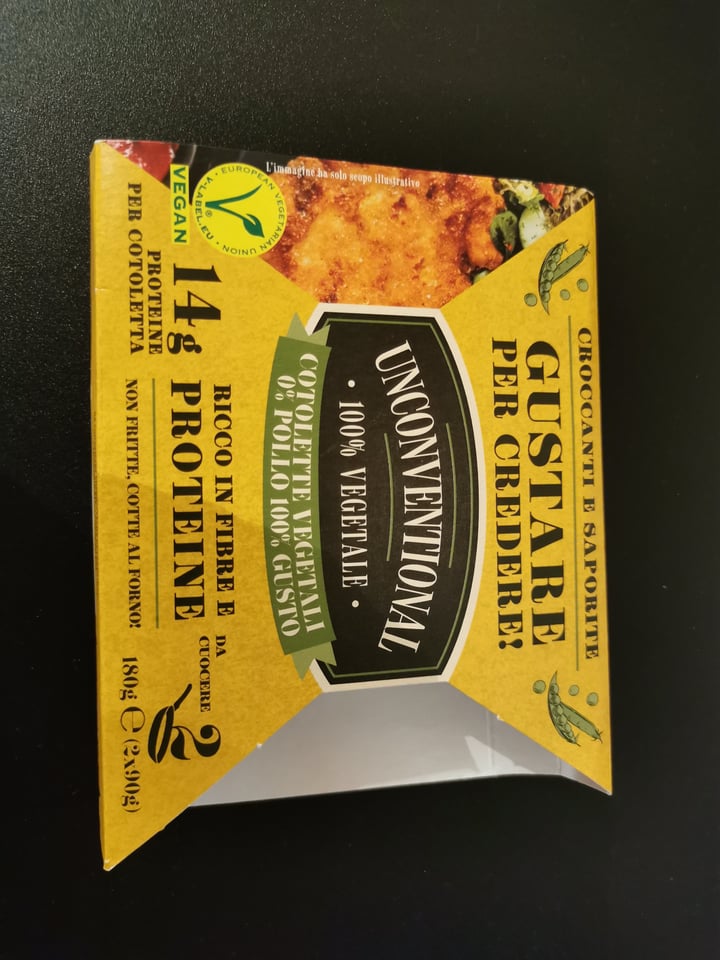 CROCCANTI E SAPORITE
GUSTARE
PER CREDERE!
L'immagine ha solo scopo illustrativo
UNCONVENTIONAL
• 100% VEGETALE •
COTOLETTE VEGETALI
0% POLLO 100% GUSTO
EUROPEAN VEGETARIAN UNION • V-LABEL.EU •
®
VEGAN
14g
PROTEINE
PER COTOLETTA
RICCO IN FIBRE E
PROTEINE
NON FRITTE, COTTE AL FORNO!
DA
CUOCERE
2
180g e (2x90g)